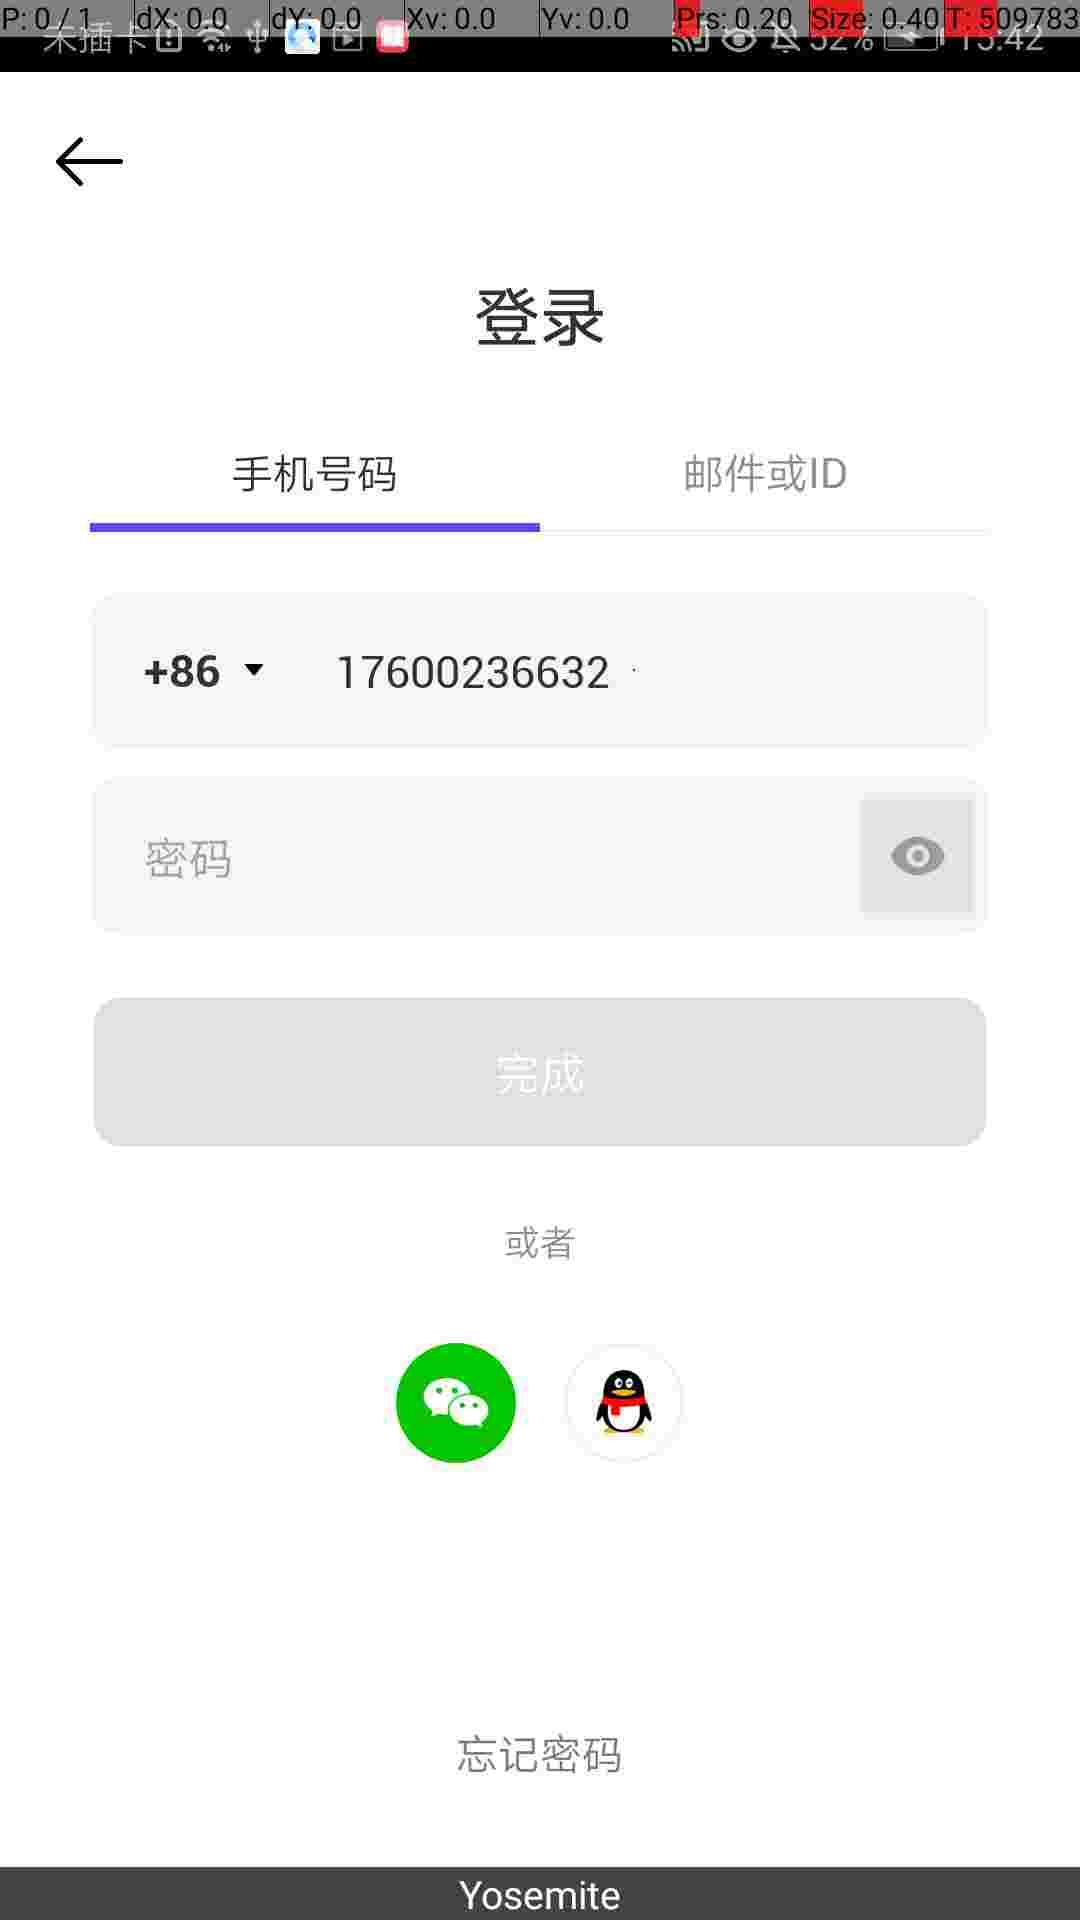 P: 0 / 1 dX: 0.0 dY: 0.0 Xv: 0.0 Yv: 0.0 Prs: 0.20 Size: 0.40 T: 509783
未插卡 52% 15:42
登录
手机号码 邮件或ID
+86 17600236632
密码
完成
或者
忘记密码
Yosemite